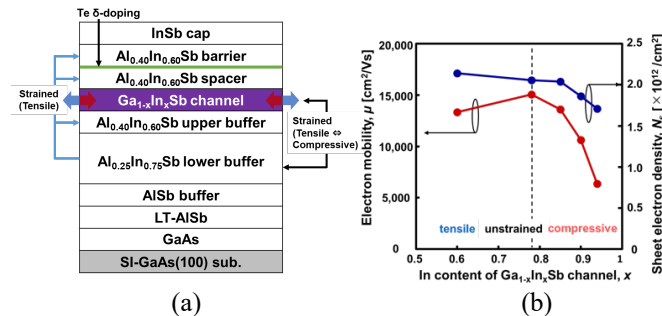 Te δ-doping
InSb cap
Al0.40In0.60Sb barrier
Al0.40In0.60Sb spacer
Strained
(Tensile)
Ga1-xInxSb channel
Al0.40In0.60Sb upper buffer
Strained
(Tensile ⇔
Compressive)
Al0.25In0.75Sb lower buffer
AlSb buffer
LT-AlSb
GaAs
SI-GaAs(100) sub.
(a)
Electron mobility, μ [cm2/Vs]
20,000
15,000
10,000
5,000
0
tensile
unstrained
compressive
0.5 0.6 0.7 0.8 0.9 1
In content of Ga1-xInxSb channel, x
2.5
2
1.5
1
0.5
0
Sheet electron density, Ns [× 1012 /cm2]
(b)